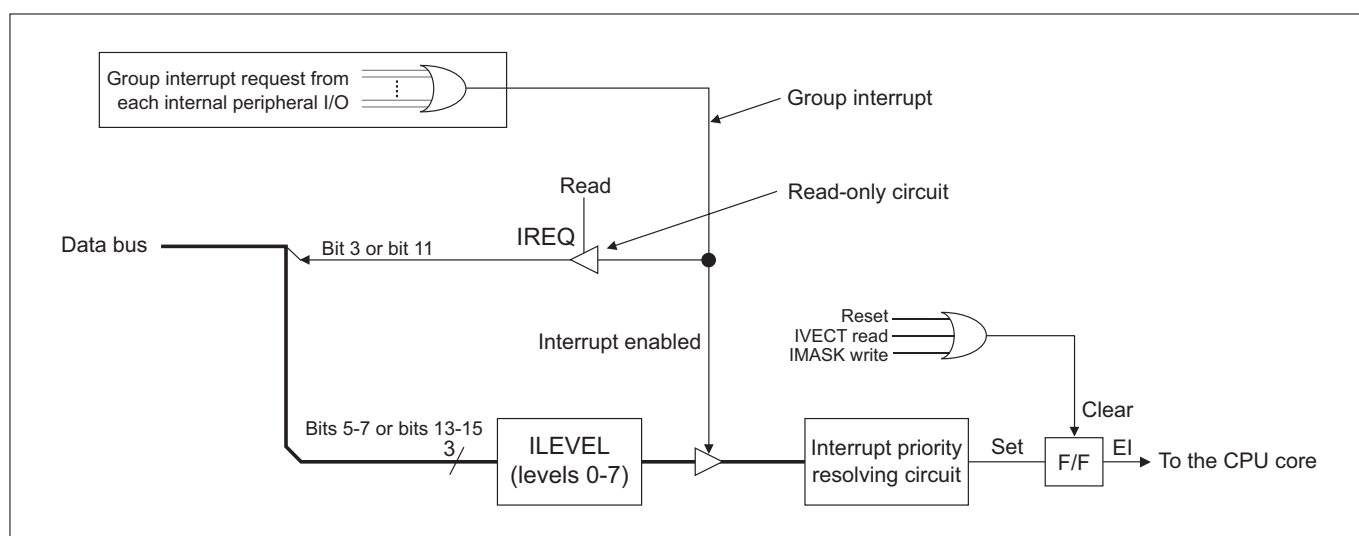 Group interrupt request from
each internal peripheral I/O
Group interrupt
Read
Read-only circuit
IREQ
Data bus
Bit 3 or bit 11
Reset
IVECT read
IMASK write
Interrupt enabled
Clear
Bits 5-7 or bits 13-15
3
ILEVEL
(levels 0-7)
Interrupt priority
resolving circuit
Set
F/F
EI
To the CPU core